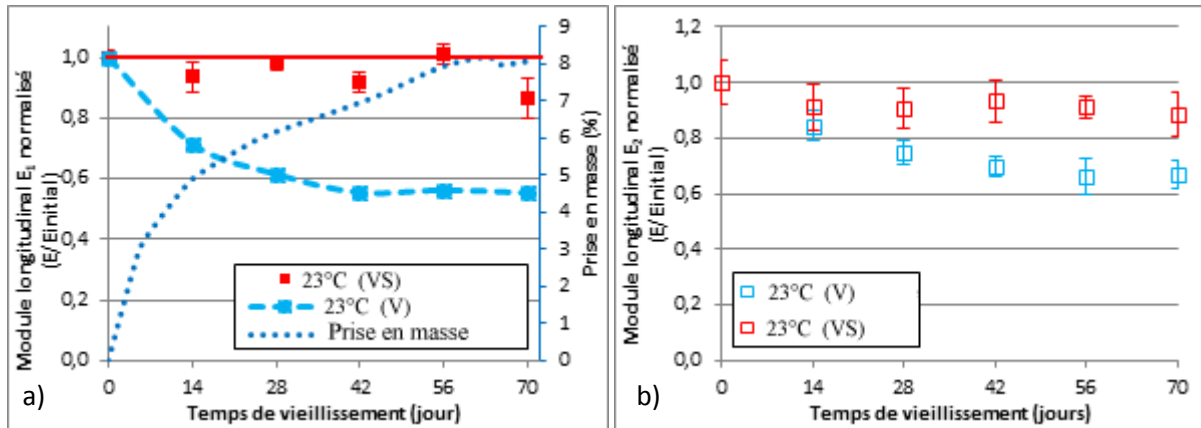 Module longitudinal E₁ normalisé
(E/Einitial)
1,0
0,8
0,6
0,4
0,2
0,0
9
8
7
6
5
4
3
2
1
0
Prise en masse (%)
23°C (VS)
23°C (V)
Prise en masse
0 14 28 42 56 70
Temps de vieillissement (jour)
a)
Module longitudinal E₂ normalisé
(E/Einitial)
1,2
1,0
0,8
0,6
0,4
0,2
0,0
23°C (V)
23°C (VS)
0 14 28 42 56 70
Temps de vieillissement (jours)
b)